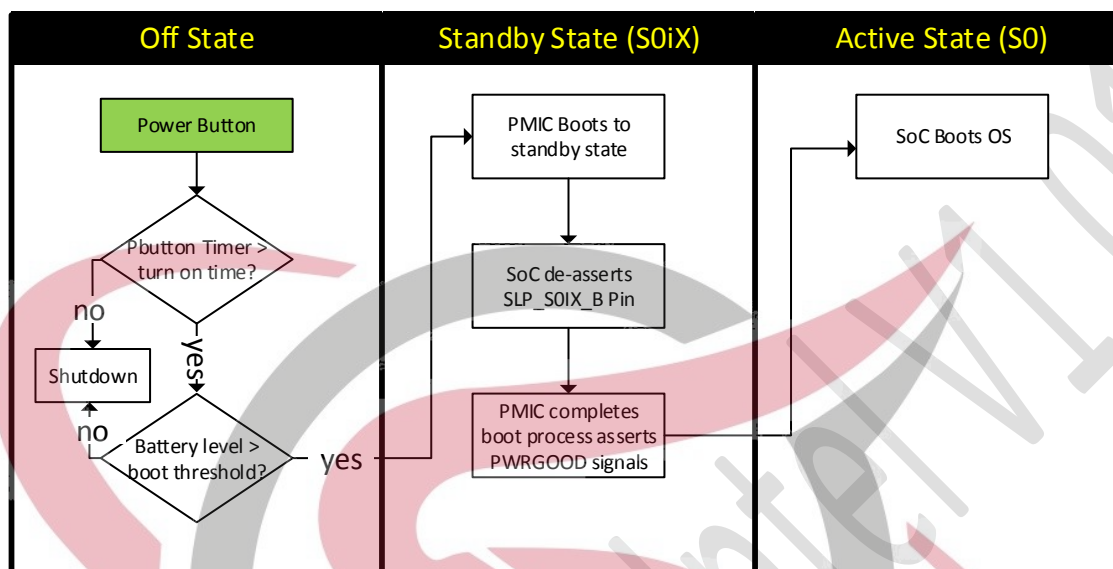 Off State
Standby State (S0iX)
Active State (S0)
Power Button
Pbutton Timer >
turn on time?
no
yes
Shutdown
no
Battery level >
boot threshold?
yes
PMIC Boots to
standby state
SoC de-asserts
SLP_S0IX_B Pin
PMIC completes
boot process asserts
PWRGOOD signals
SoC Boots OS